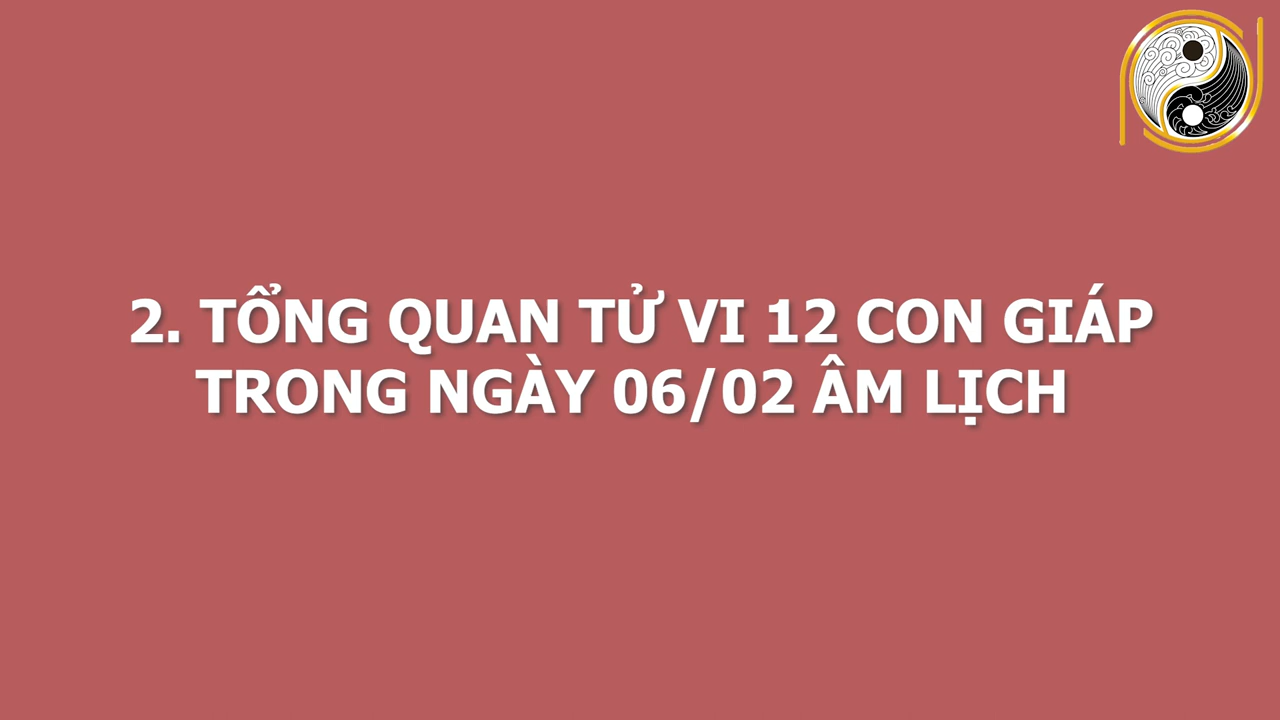 2. TỔNG QUAN TỬ VI 12 CON GIÁP
TRONG NGÀY 06/02 ÂM LỊCH